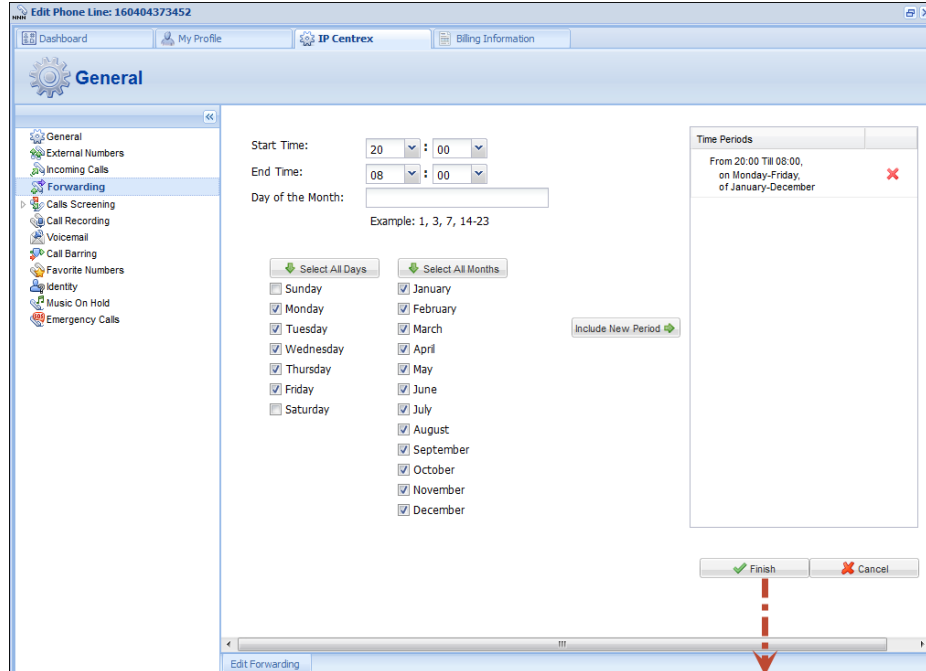 Edit Phone Line: 160404373452
Dashboard
My Profile
IP Centrex
Billing Information
General
General
External Numbers
Incoming Calls
Forwarding
Calls Screening
Call Recording
Voicemail
Call Barring
Favorite Numbers
Identity
Music On Hold
Emergency Calls
Start Time: 20 : 00
End Time: 08 : 00
Day of the Month:
Example: 1, 3, 7, 14-23
Select All Days
Sunday
Monday
Tuesday
Wednesday
Thursday
Friday
Saturday
Select All Months
January
February
March
April
May
June
July
August
September
October
November
December
Include New Period
Time Periods
From 20:00 Till 08:00,
on Monday-Friday,
of January-December
Finish
Cancel
Edit Forwarding